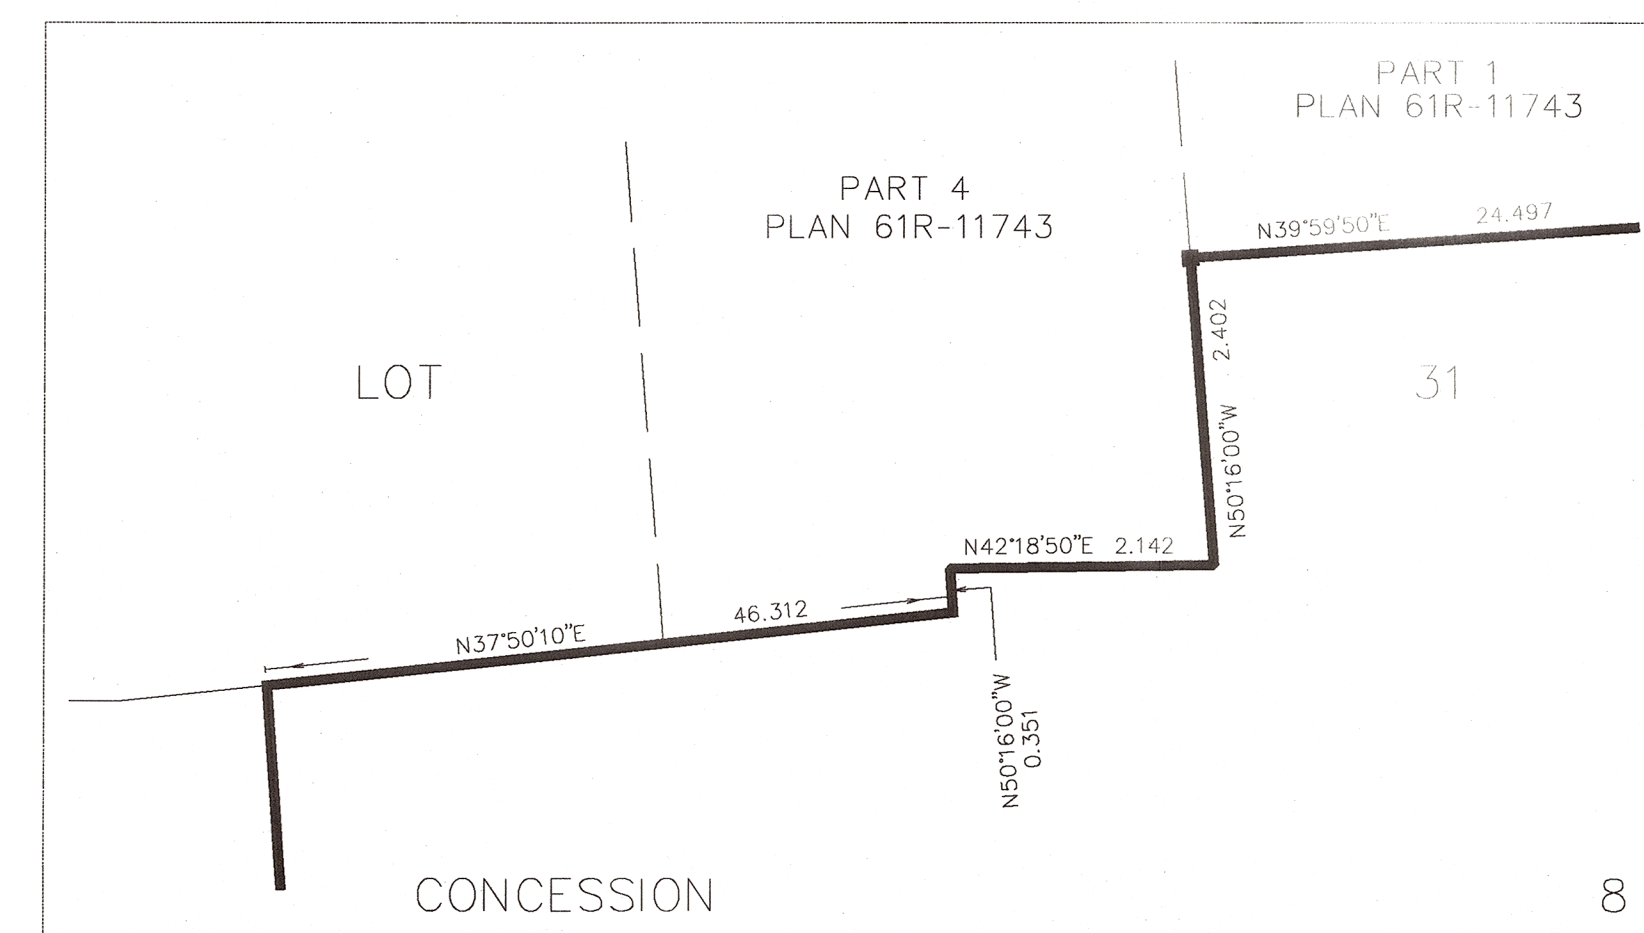 PART 1
PLAN 61R-11743
PART 4
PLAN 61R-11743
N39°59'50"E 24.497
2.402
LOT
31
N50°16'00"W
N42°18'50"E 2.142
46.312
N37°50'10"E
N50°16'00"W
0.351
CONCESSION
8